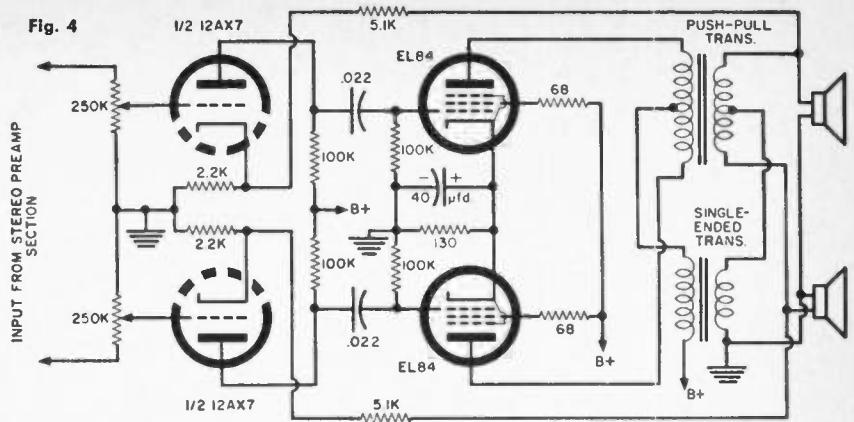 Fig. 4
1/2 12AX7
5.1K
PUSH-PULL
TRANS.
EL84
250K
.022
68
100K
100K
2.2K
INPUT FROM STEREO PREAMP
SECTION
- +
40 µfd
B+
2.2K
130
SINGLE-
ENDED TRANS.
100K
100K
250K
.022
68
EL84
B+
B+
1/2 12AX7
5.1K